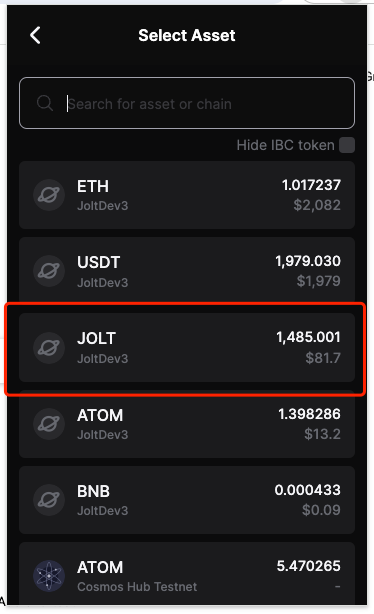 Select Asset
Search for asset or chain
Hide IBC token
ETH 1.017237
JoltDev3 $2,082
USDT 1,979.030
JoltDev3 $1,979
JOLT 1,485.001
JoltDev3 $81.7
ATOM 1.398286
JoltDev3 $13.2
BNB 0.000433
JoltDev3 $0.09
ATOM 5.470265
Cosmos Hub Testnet -